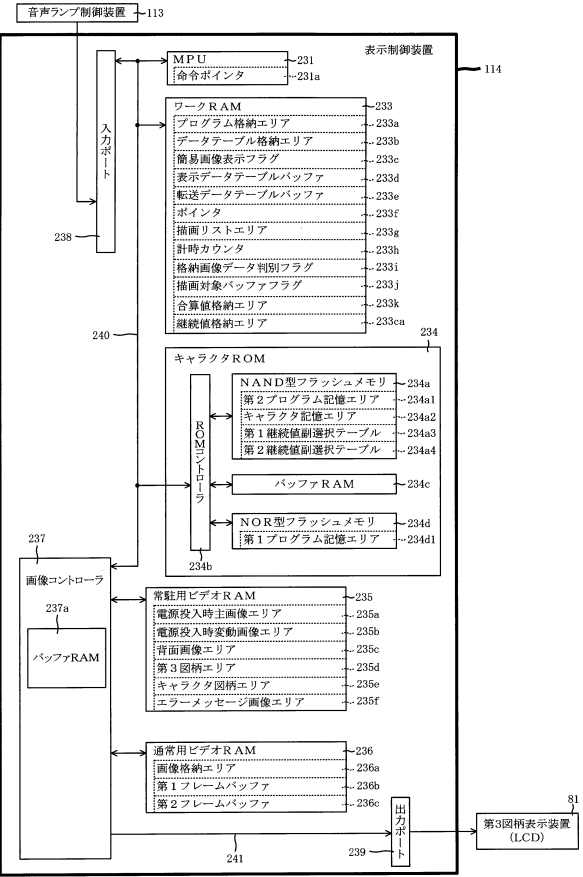 音声ランプ制御装置
113
表示制御装置
114
入力ポート
238
MPU
231
命令ポインタ
231a
ワークRAM
233
プログラム格納エリア
233a
データテーブル格納エリア
233b
簡易画像表示フラグ
233c
表示データテーブルバッファ
233d
転送データテーブルバッファ
233e
ポインタ
233f
描画リストエリア
233g
計時カウンタ
233h
格納画像データ判別フラグ
233i
描画対象バッファフラグ
233j
合算値格納エリア
233k
継続値格納エリア
233ca
240
234
キャラクタROM
ROMコントローラ
234b
NAND型フラッシュメモリ
234a
第2プログラム記憶エリア
234a1
キャラクタ記憶エリア
234a2
第1継続値副選択テーブル
234a3
第2継続値副選択テーブル
234a4
バッファRAM
234c
NOR型フラッシュメモリ
234d
第1プログラム記憶エリア
234d1
237
画像コントローラ
237a
バッファRAM
常駐用ビデオRAM
235
電源投入時主画像エリア
235a
電源投入時変動画像エリア
235b
背面画像エリア
235c
第3図柄エリア
235d
キャラクタ図柄エリア
235e
エラーメッセージ画像エリア
235f
通常用ビデオRAM
236
画像格納エリア
236a
第1フレームバッファ
236b
第2フレームバッファ
236c
241
出力ポート
239
81
第3図柄表示装置
(LCD)